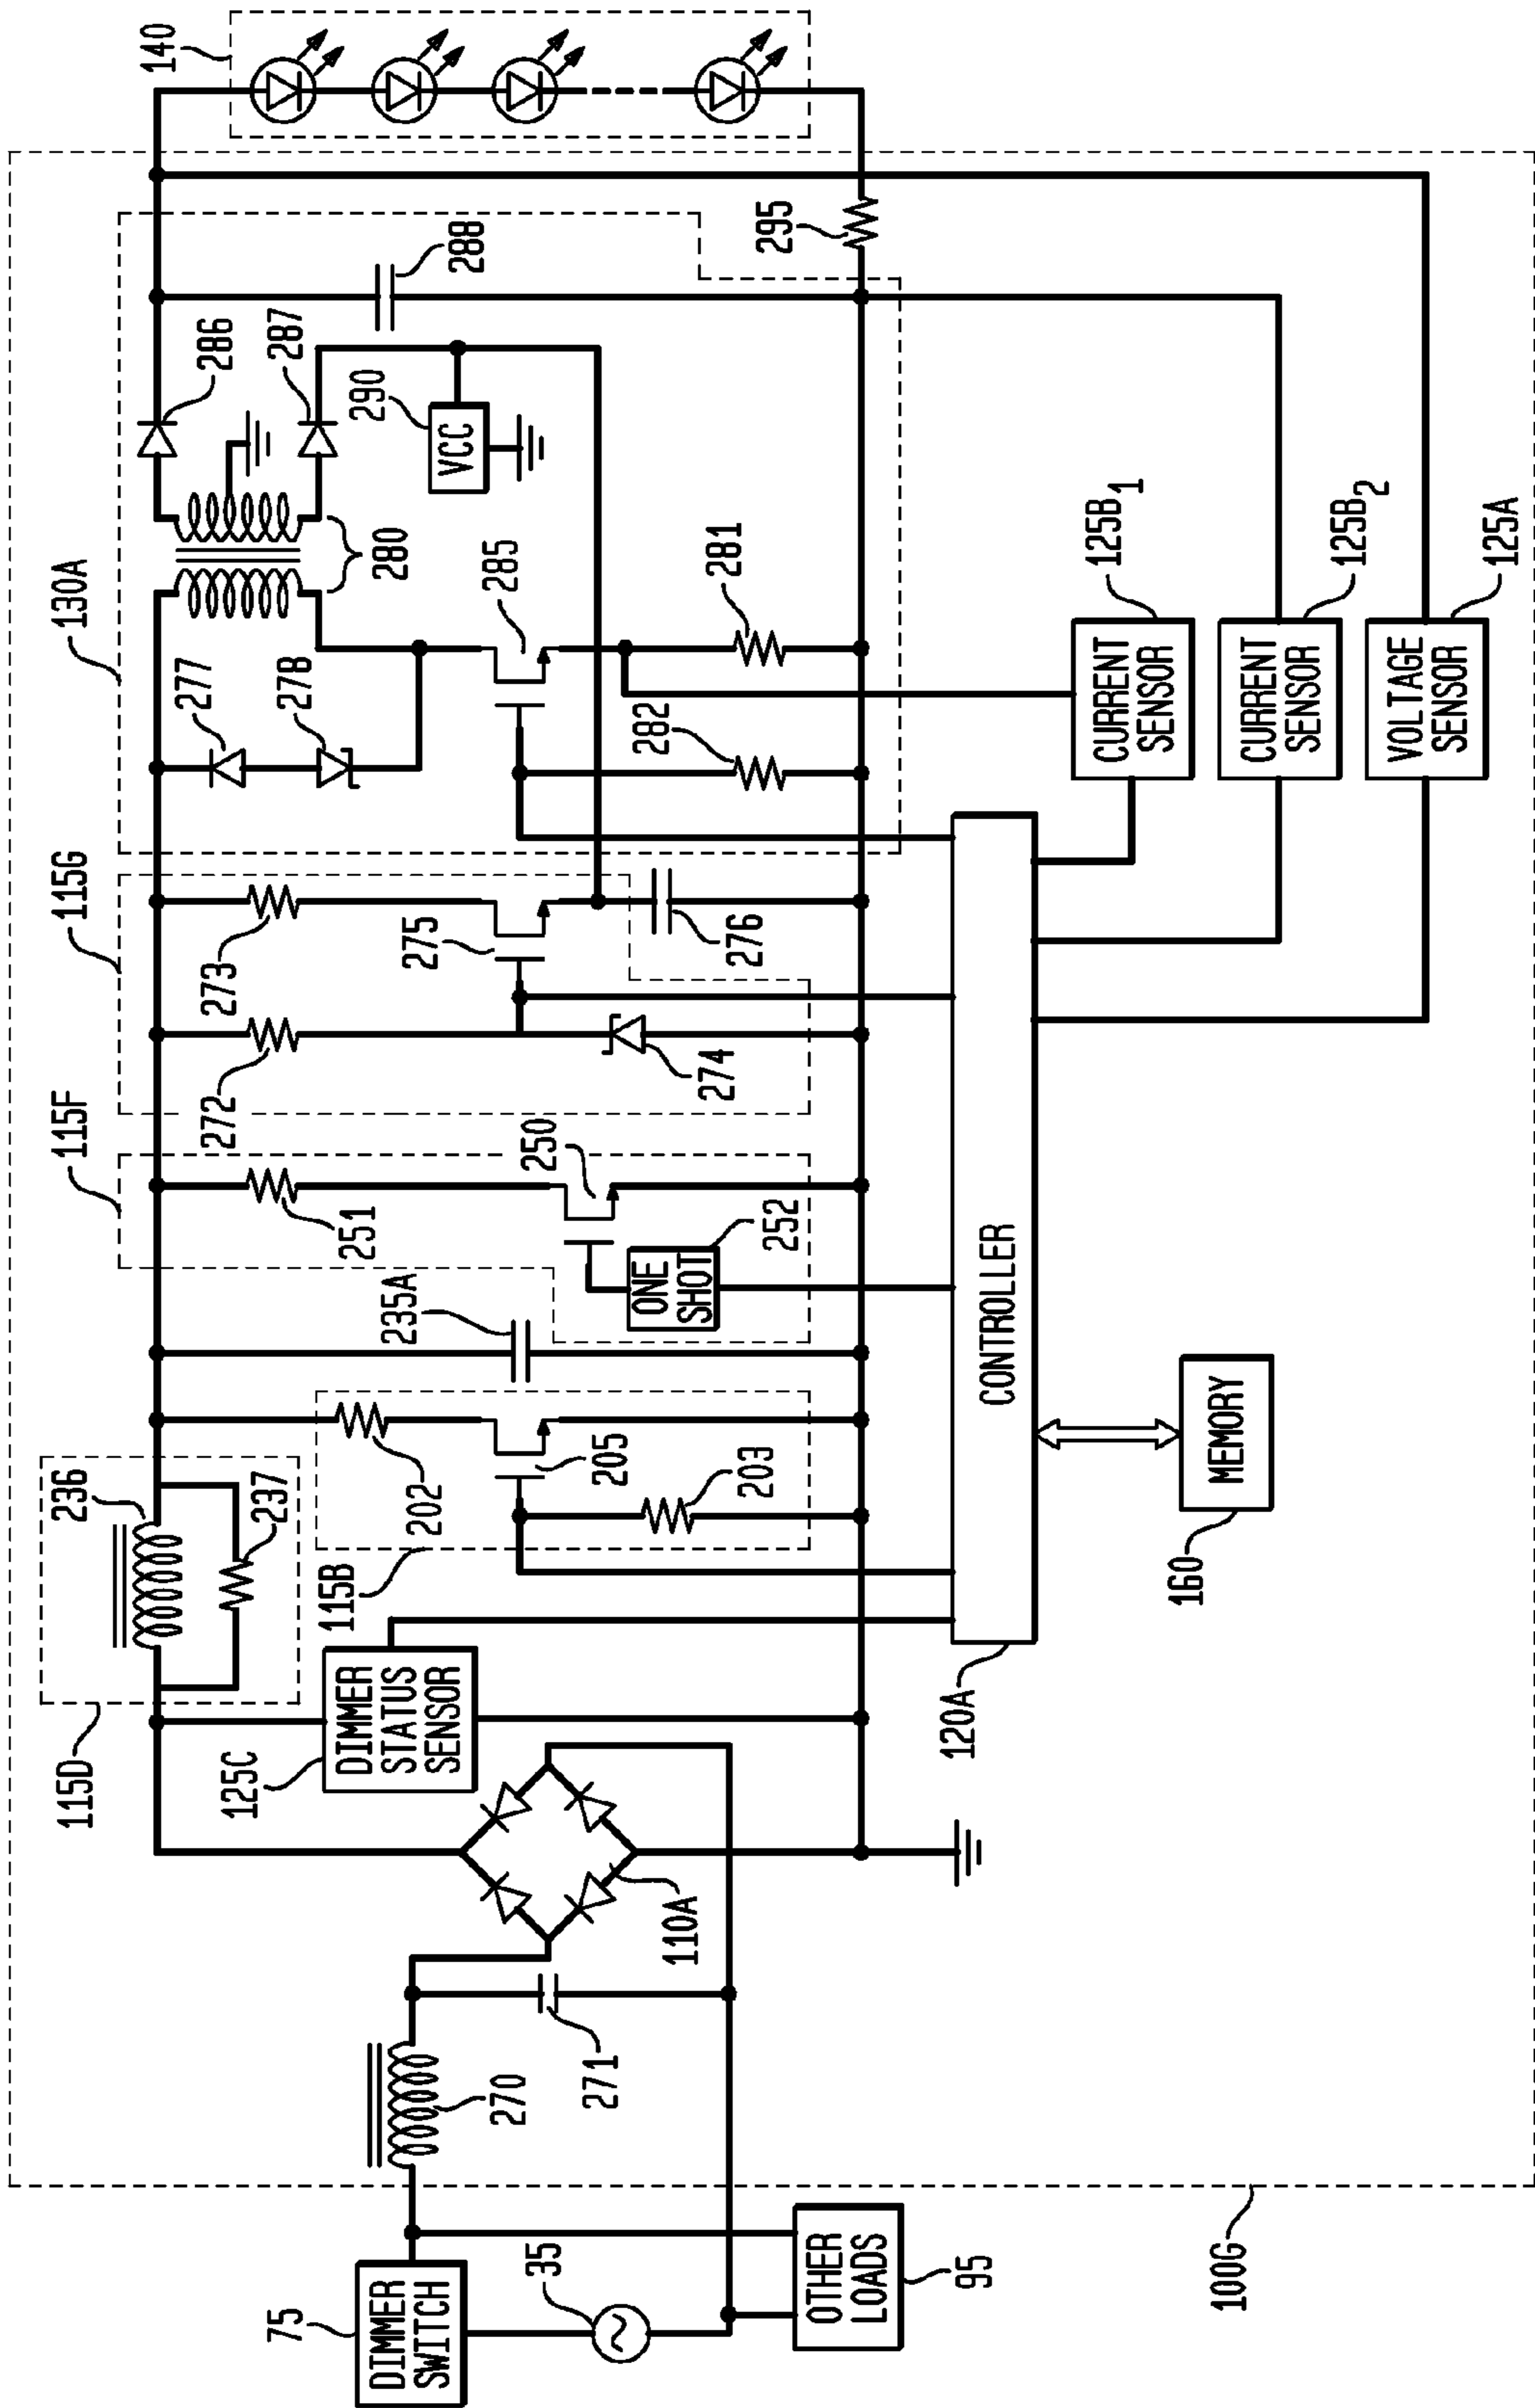 75
DIMMER
SWITCH
35
OTHER
LOADS
95
100G
270
271
110A
115D
236
237
125C
DIMMER
STATUS
SENSOR
115B
202
205
203
235A
115F
251
250
252
ONE
SHOT
115G
272
273
275
274
276
130A
277
278
280
285
281
282
286
287
288
290
VCC
295
140
120A
CONTROLLER
160
MEMORY
CURRENT
SENSOR
125B1
CURRENT
SENSOR
125B2
VOLTAGE
SENSOR
125A